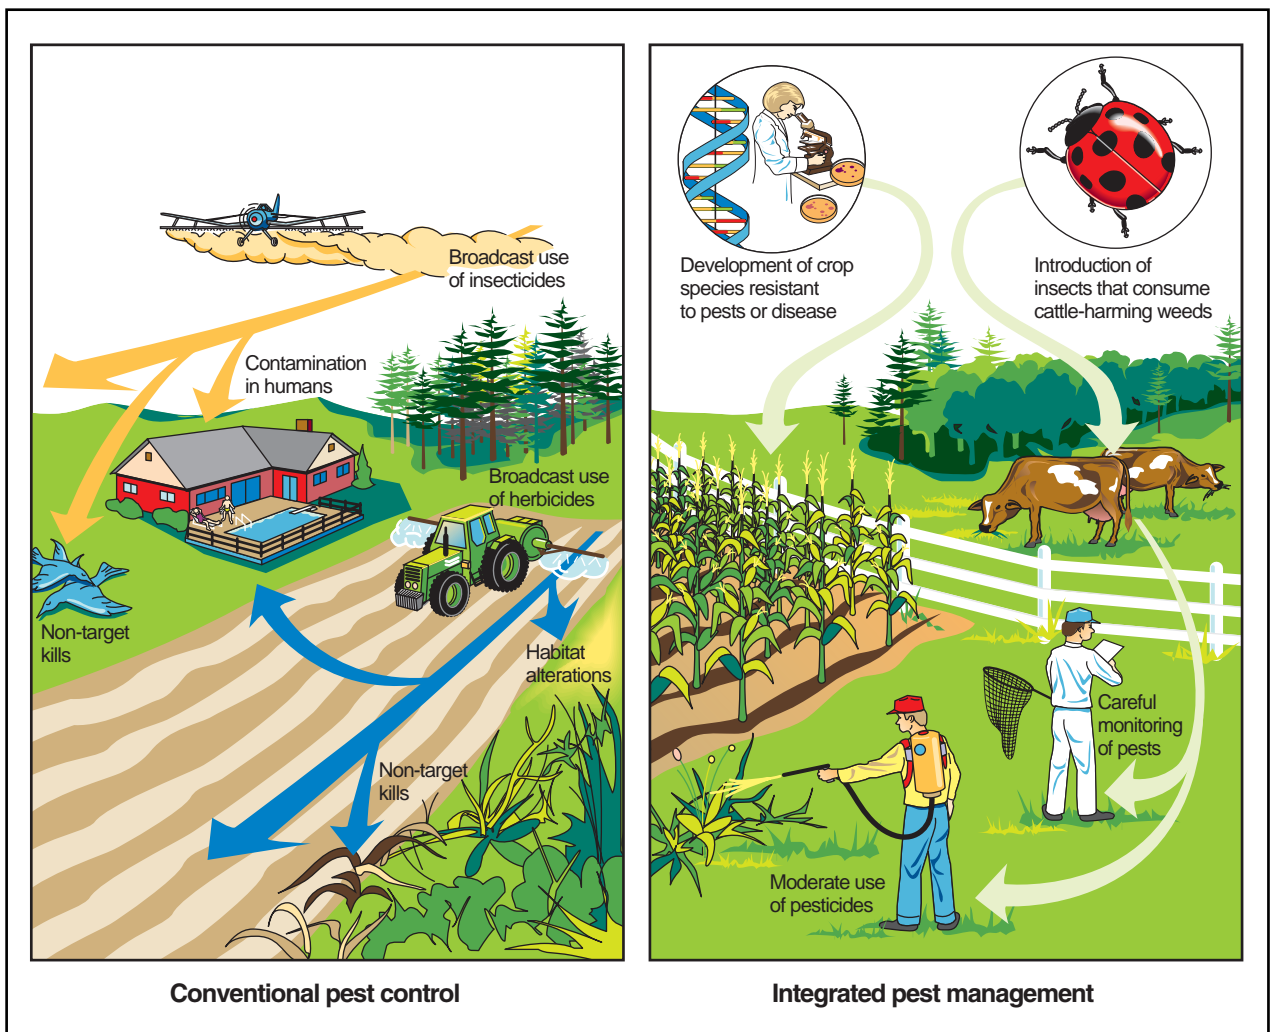 Broadcast use
of insecticides
Contamination
in humans
Broadcast use
of herbicides
Non-target
kills
Habitat
alterations
Non-target
kills
Conventional pest control
Development of crop
species resistant
to pests or disease
Introduction of
insects that consume
cattle-harming weeds
Careful
monitoring
of pests
Moderate use
of pesticides
Integrated pest management